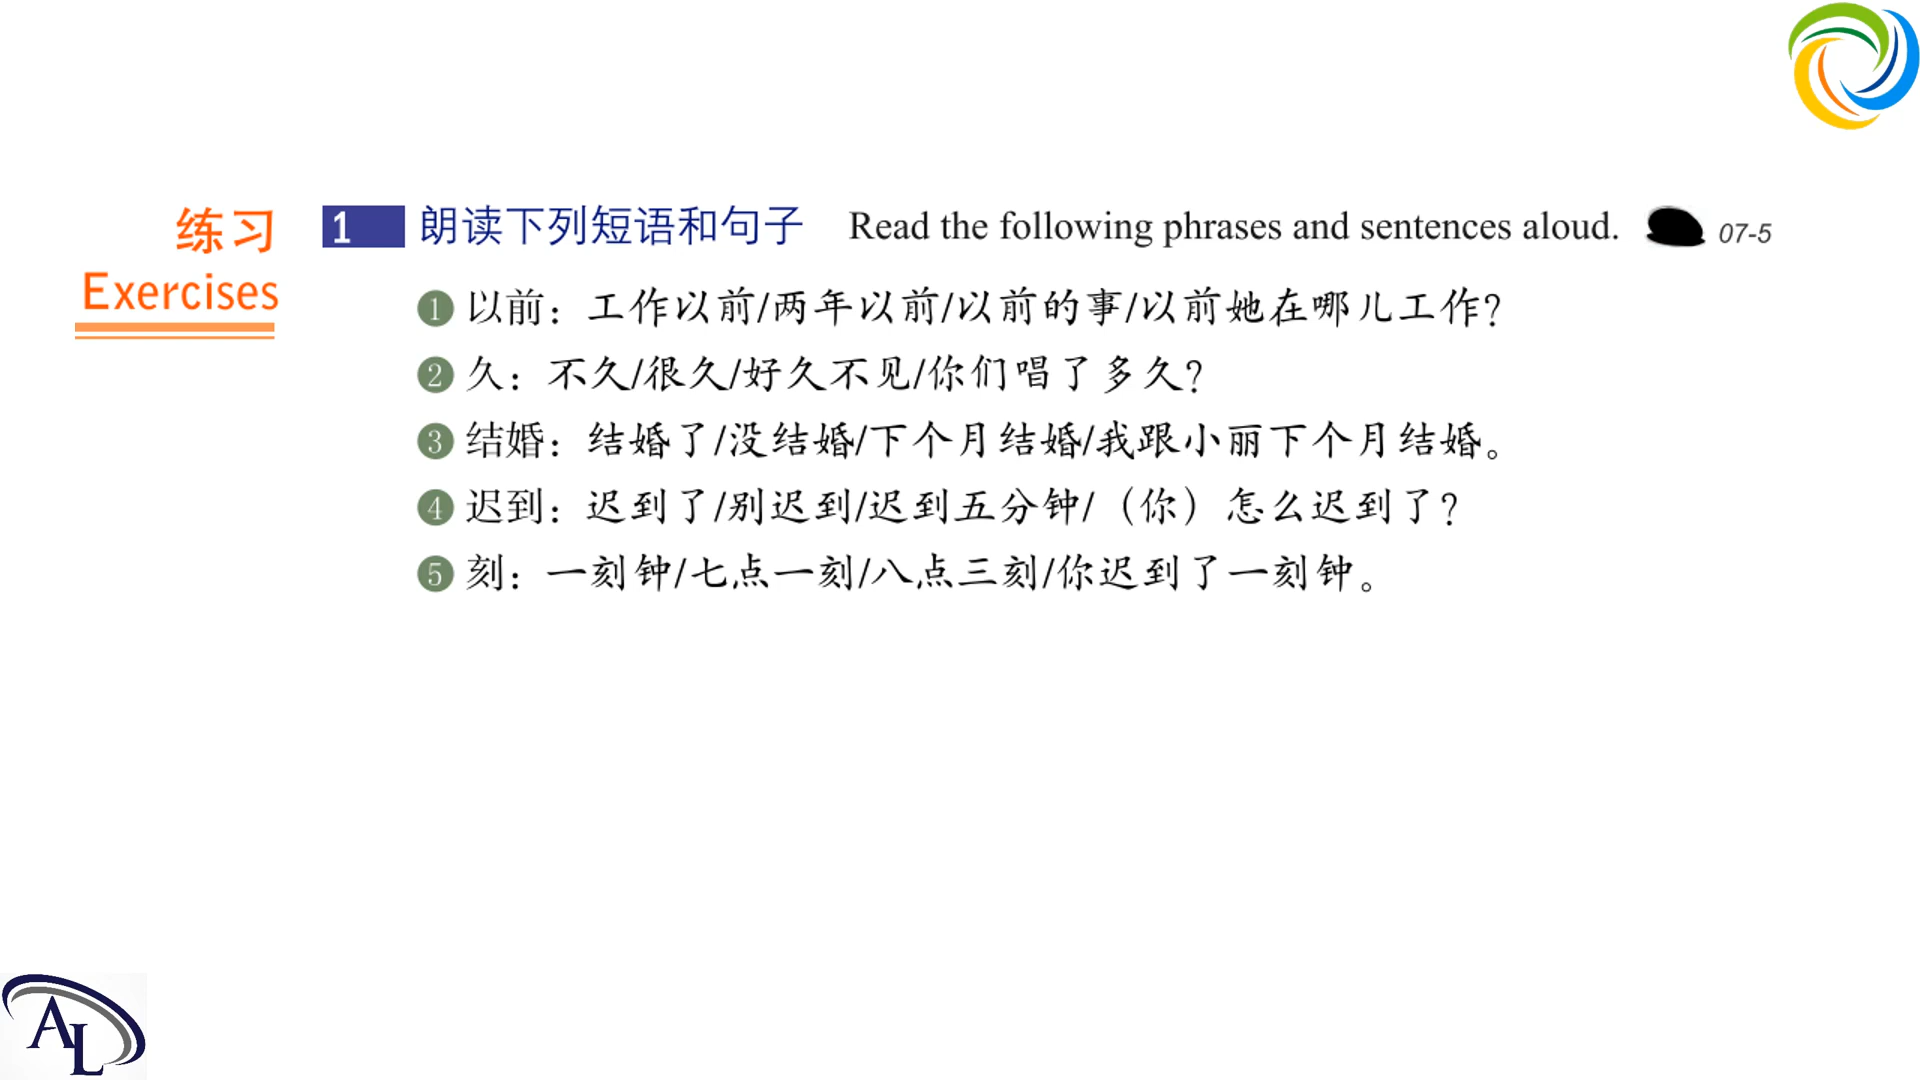 练习
Exercises
1 朗读下列短语和句子 Read the following phrases and sentences aloud. 07-5
❶ 以前：工作以前/两年以前/以前的事/以前她在哪儿工作？
❷ 久：不久/很久/好久不见/你们唱了多久？
❸ 结婚：结婚了/没结婚/下个月结婚/我跟小丽下个月结婚。
❹ 迟到：迟到了/别迟到/迟到五分钟/（你）怎么迟到了？
❺ 刻：一刻钟/七点一刻/八点三刻/你迟到了一刻钟。
AL